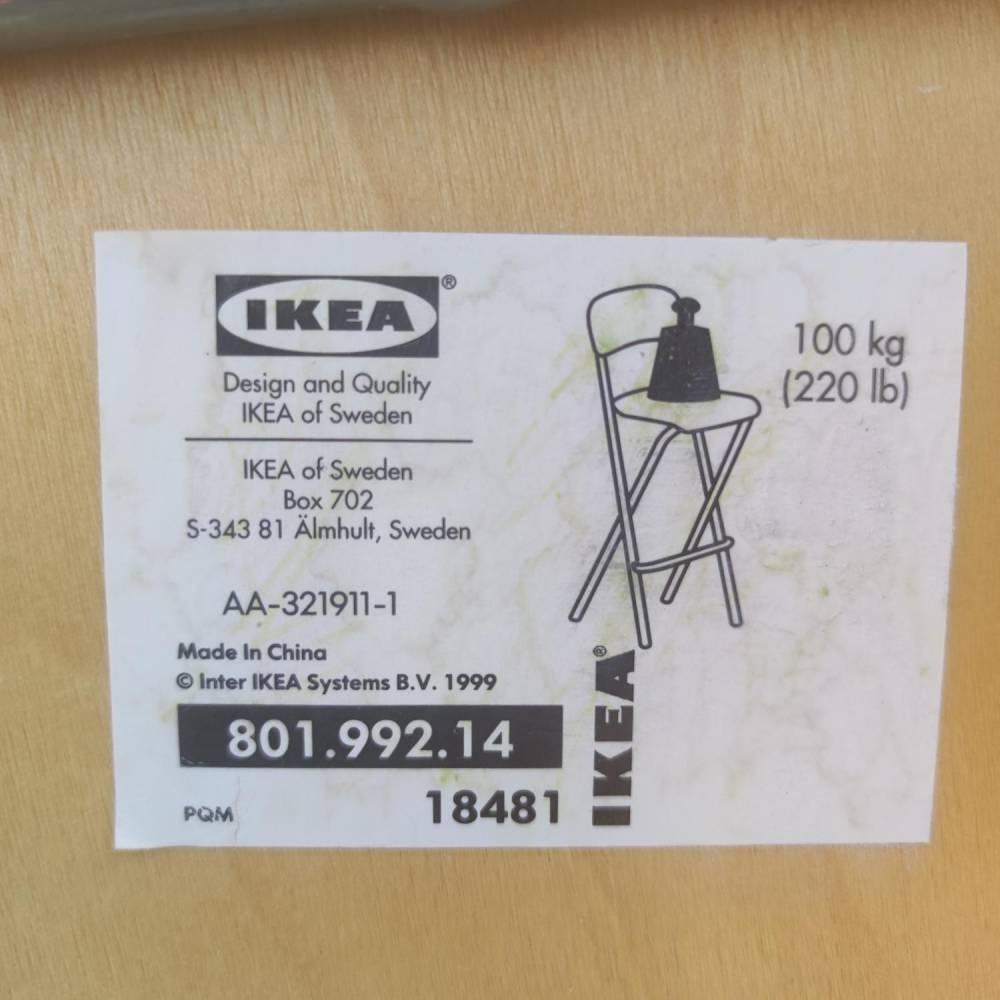 IKEA®
Design and Quality
IKEA of Sweden
IKEA of Sweden
Box 702
S-343 81 Älmhult, Sweden
AA-321911-1
Made In China
© Inter IKEA Systems B.V. 1999
801.992.14
PQM
18481
IKEA®
100 kg
(220 lb)